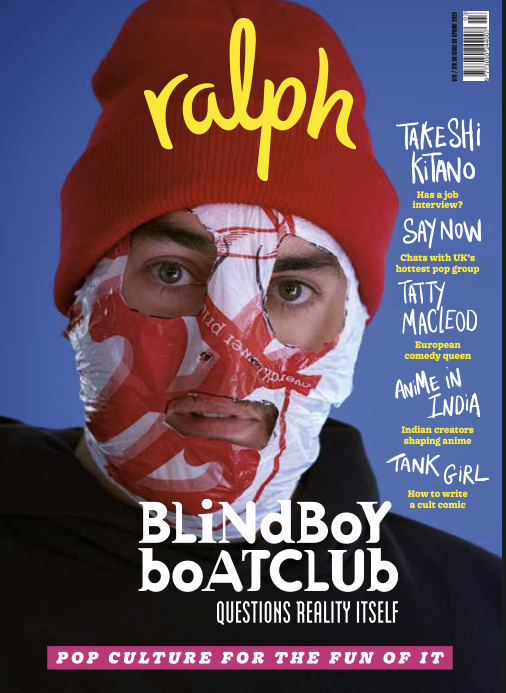 ralph
TAKESHi
KiTANO
Has a job
interview?
SAY NOW
Chats with UK's
hottest pop group
TATTY
MACLEOD
European
comedy queen
ANiME iN
INDiA
Indian creators
shaping anime
TANK GiRL
How to write
a cult comic
BLiNdBoY
boATCLUb
QUESTIONS REALITY ITSELF
POP CULTURE FOR THE FUN OF IT